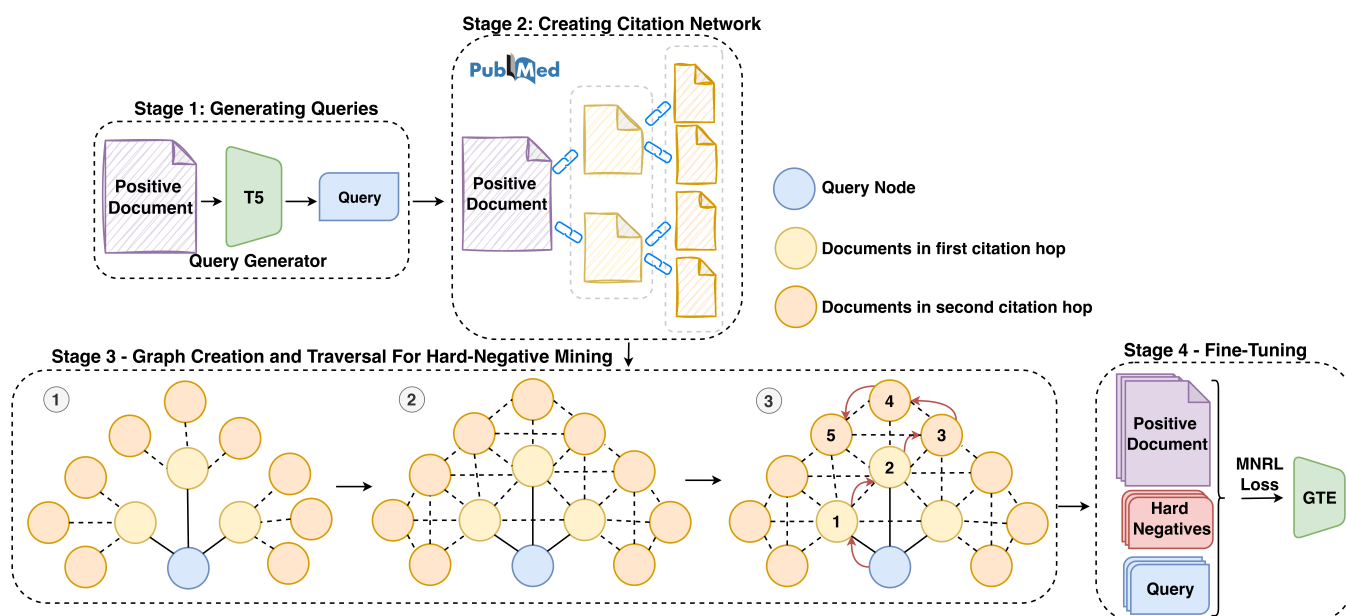 Stage 1: Generating Queries
Positive
Document
T5
Query
Query Generator
Stage 2: Creating Citation Network
PubMed
Positive
Document
Query Node
Documents in first citation hop
Documents in second citation hop
Stage 3 - Graph Creation and Traversal For Hard-Negative Mining
1
2
3
4
5
3
2
1
Stage 4 - Fine-Tuning
Positive
Document
Hard
Negatives
Query
MNRL
Loss
GTE